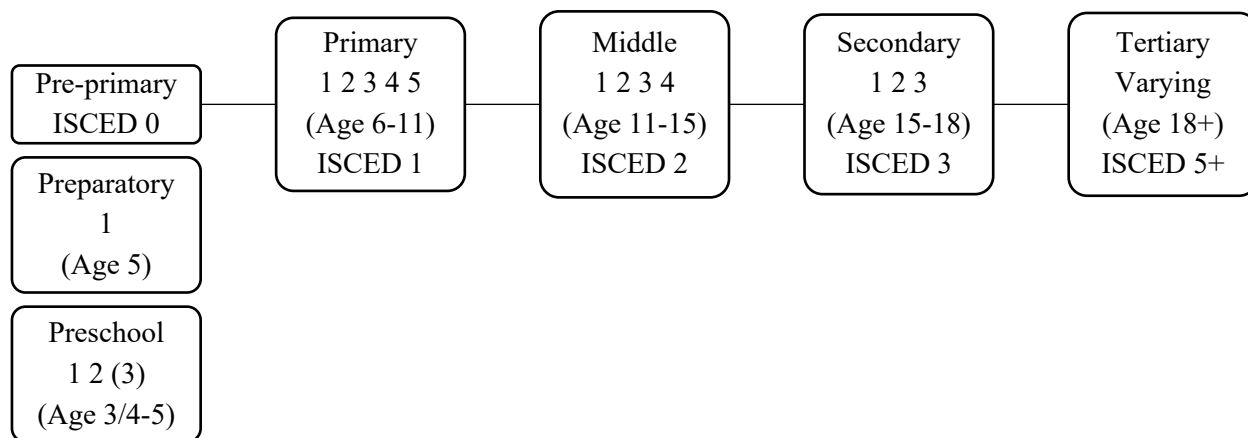 Pre-primary
ISCED 0
Preparatory
1
(Age 5)
Preschool
1 2 (3)
(Age 3/4-5)
Primary
1 2 3 4 5
(Age 6-11)
ISCED 1
Middle
1 2 3 4
(Age 11-15)
ISCED 2
Secondary
1 2 3
(Age 15-18)
ISCED 3
Tertiary
Varying
(Age 18+)
ISCED 5+